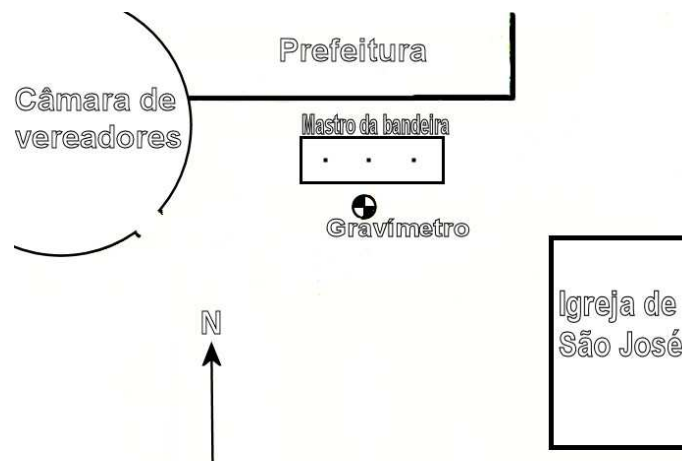 Prefeitura
Câmara de
vereadores
Mastro da bandeira
Gravímetro
Igreja de
São José
N